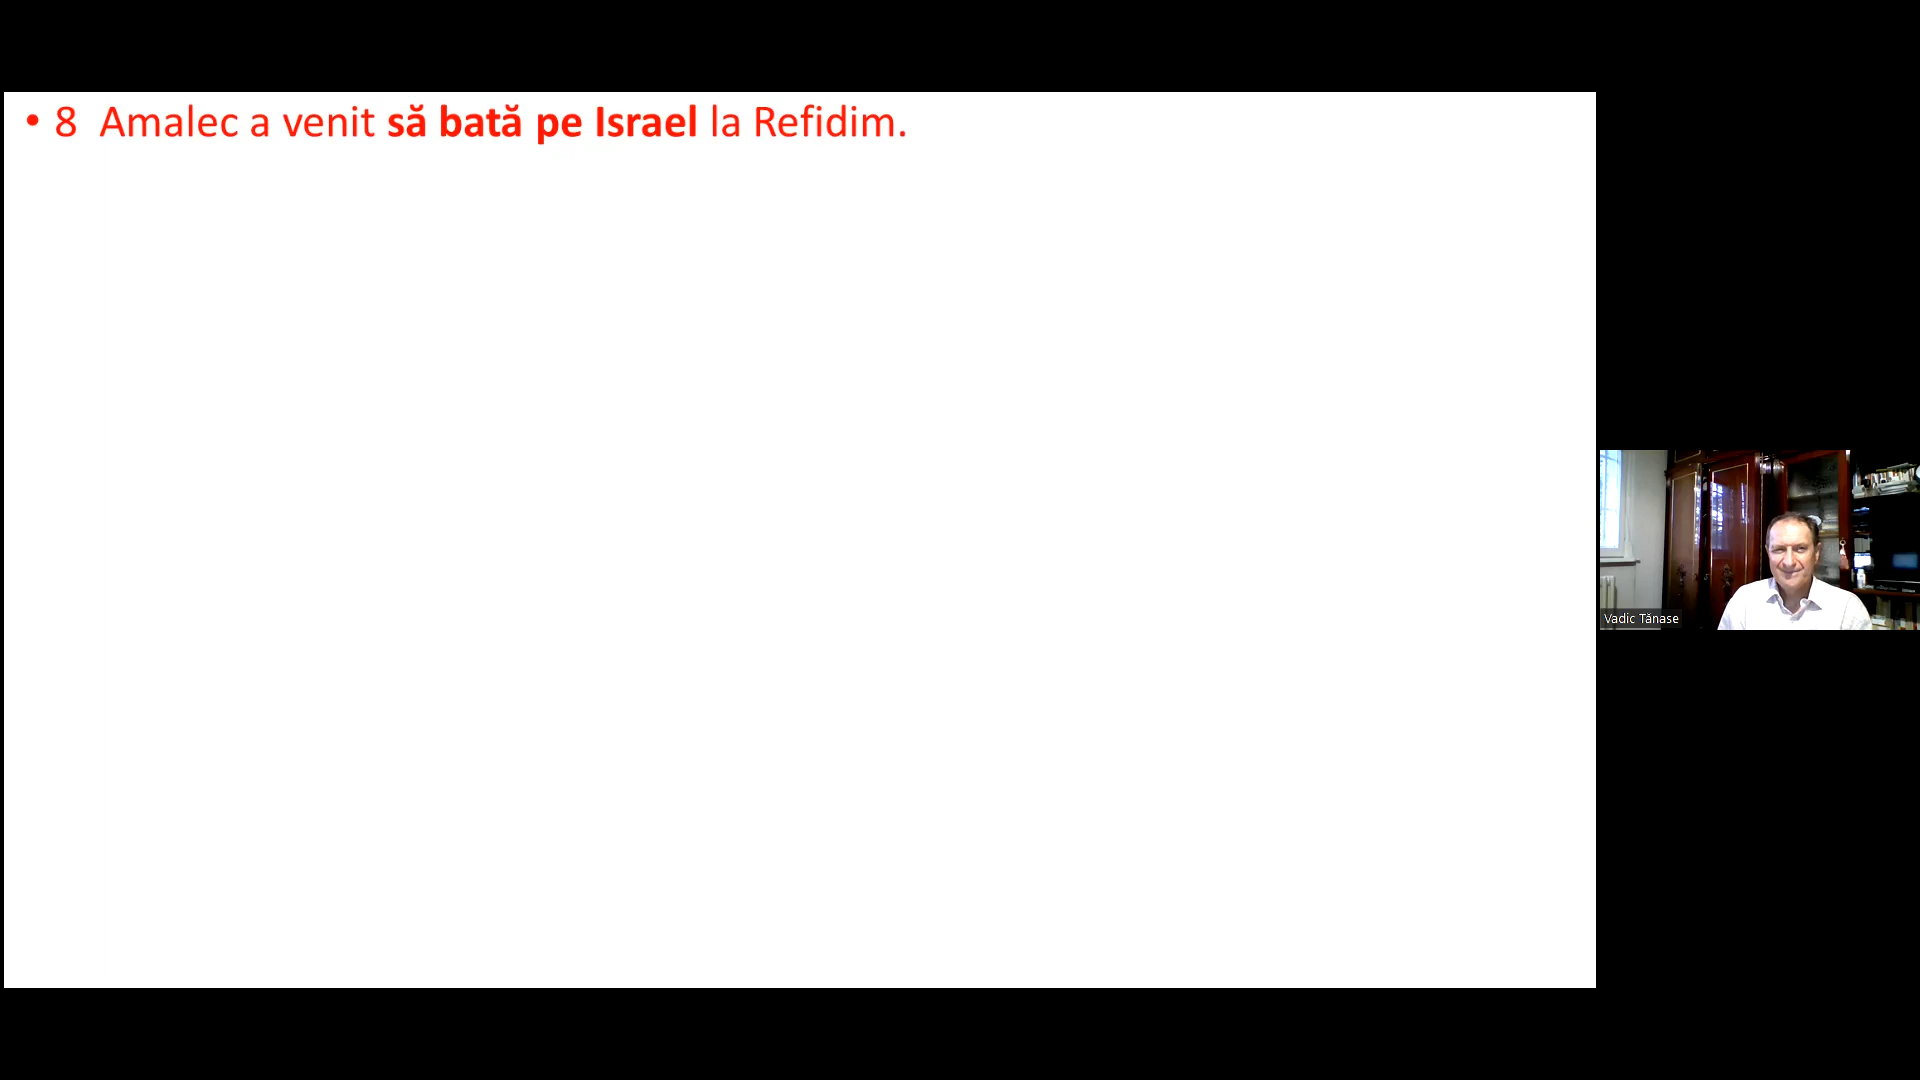 • 8  Amalec a venit să bată pe Israel la Refidim.
Vadic Tănase